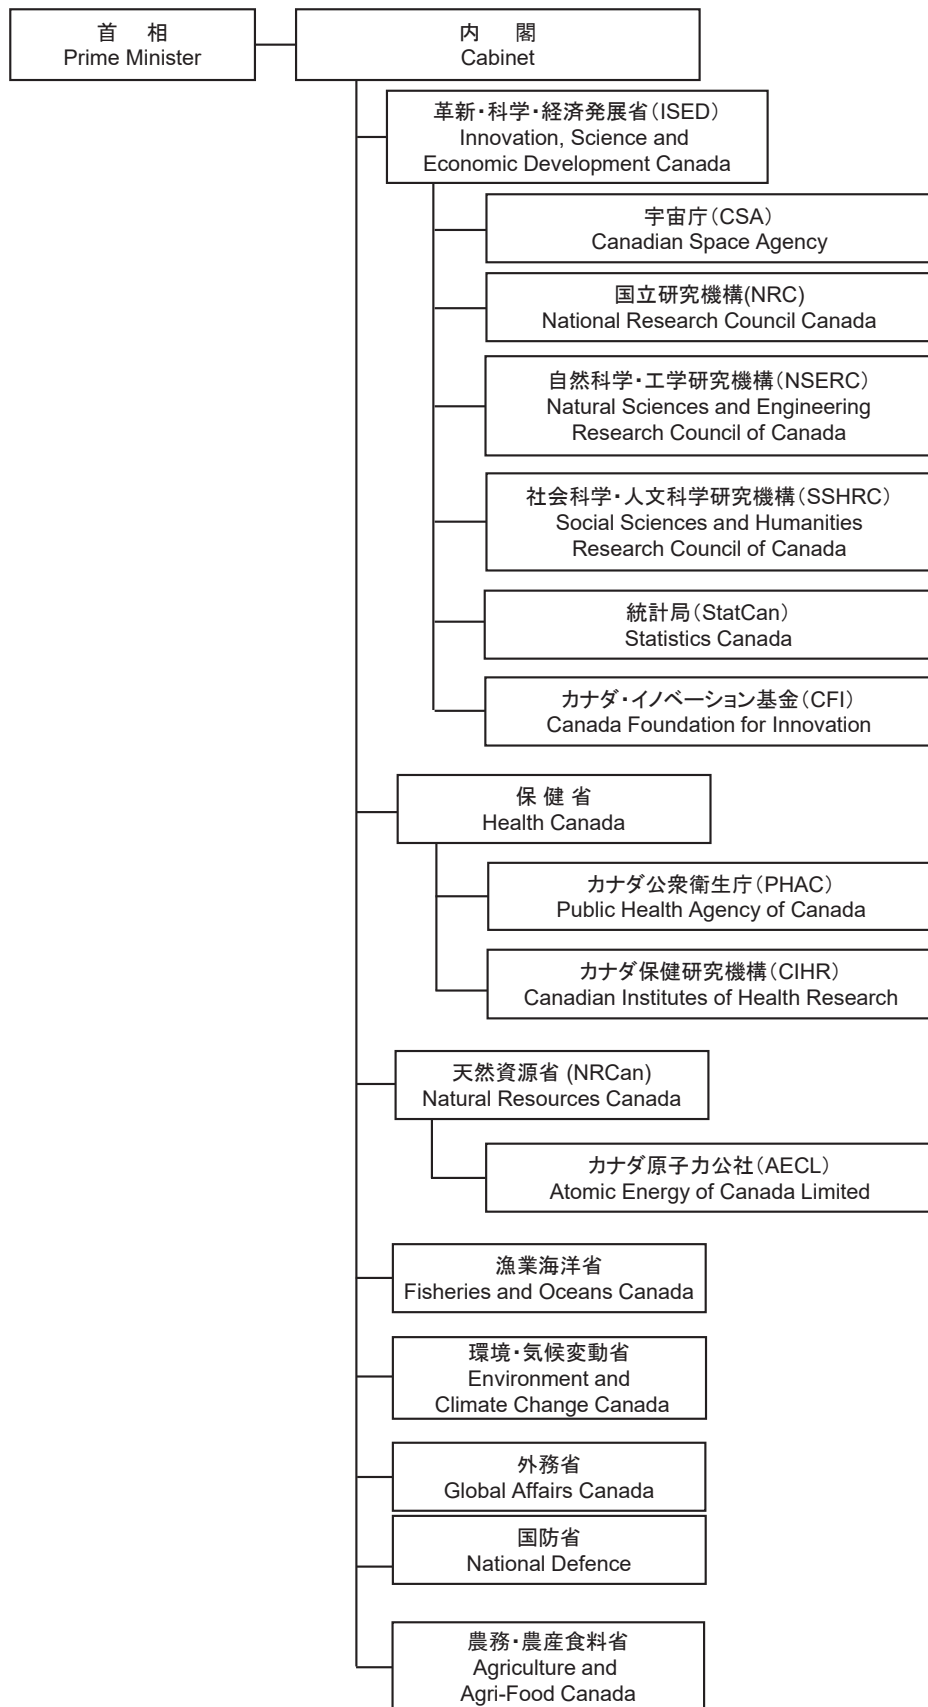 首 相
Prime Minister
内 閣
Cabinet
革新・科学・経済発展省(ISED)
Innovation, Science and
Economic Development Canada
宇宙庁(CSA)
Canadian Space Agency
国立研究機構(NRC)
National Research Council Canada
自然科学・工学研究機構(NSERC)
Natural Sciences and Engineering
Research Council of Canada
社会科学・人文科学研究機構(SSHRC)
Social Sciences and Humanities
Research Council of Canada
統計局(StatCan)
Statistics Canada
カナダ・イノベーション基金(CFI)
Canada Foundation for Innovation
保 健 省
Health Canada
カナダ公衆衛生庁(PHAC)
Public Health Agency of Canada
カナダ保健研究機構(CIHR)
Canadian Institutes of Health Research
天然資源省 (NRCan)
Natural Resources Canada
カナダ原子力公社(AECL)
Atomic Energy of Canada Limited
漁業海洋省
Fisheries and Oceans Canada
環境・気候変動省
Environment and
Climate Change Canada
外務省
Global Affairs Canada
国防省
National Defence
農務・農産食料省
Agriculture and
Agri-Food Canada